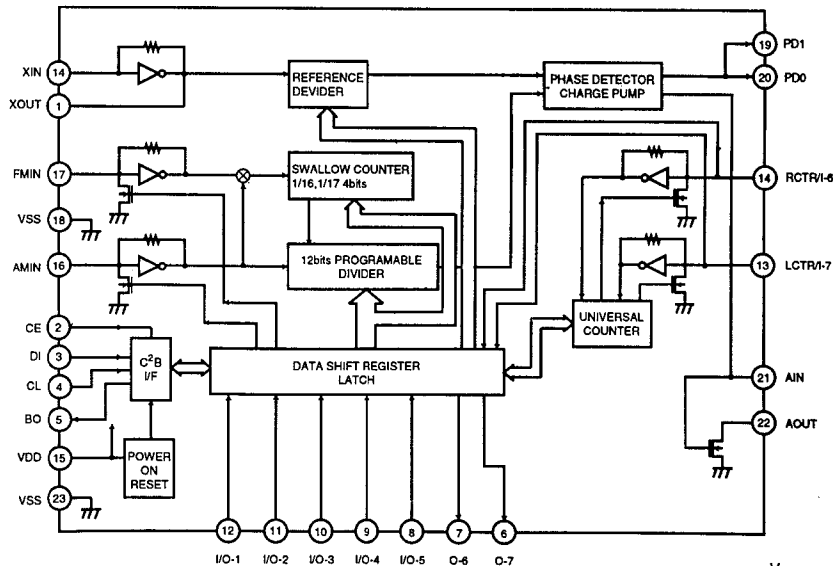 XIN 14
XOUT 1
FMIN 17
VSS 18
AMIN 16
CE 2
DI 3
CL 4
BO 5
VDD 15
VSS 23
REFERENCE
DEVIDER
PHASE DETECTOR
CHARGE PUMP
19 PD1
20 PD0
SWALLOW COUNTER
1/16,1/17 4bits
14 RCTR/I-6
12bits PROGRAMABLE
DIVIDER
13 LCTR/I-7
UNIVERSAL
COUNTER
C²B
I/F
DATA SHIFT REGISTER
LATCH
21 AIN
22 AOUT
POWER
ON
RESET
12 11 10 9 8 7 6
I/O-1 I/O-2 I/O-3 I/O-4 I/O-5 O-6 O-7